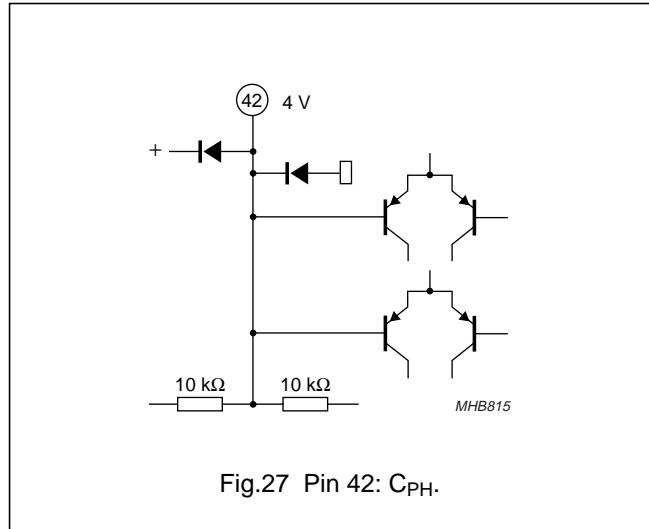 42 4 V
+
10 kΩ 10 kΩ
MHB815
Fig.27 Pin 42: CPH.